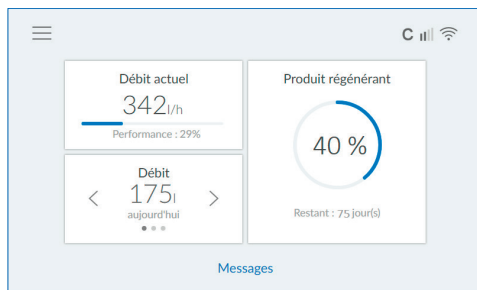 C
Débit actuel
342l/h
Performance : 29%
Débit
175l
aujourd'hui
Produit régénérant
40 %
Restant : 75 jour(s)
Messages